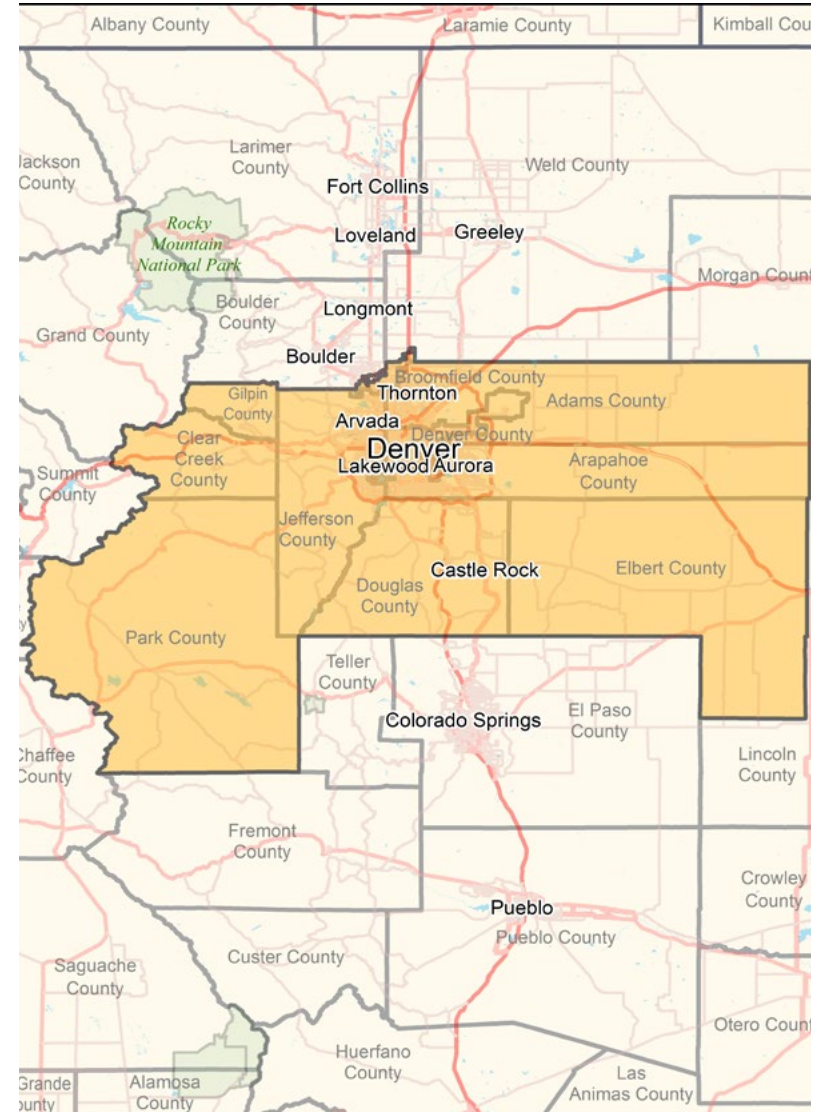 Albany County
Laramie County
Kimball Cou
Jackson
County
Larimer
County
Weld County
Fort Collins
Rocky
Mountain
National Park
Loveland
Greeley
Morgan Count
Boulder
County
Longmont
Grand County
Boulder
Broomfield County
Gilpin
County
Thornton
Adams County
Arvada
Denver County
Clear
Creek
County
Denver
Lakewood
Aurora
Arapahoe
County
Summit
County
Jefferson
County
Castle Rock
Elbert County
Douglas
County
Park County
Teller
County
Colorado Springs
El Paso
County
Chaffee
County
Lincoln
County
Fremont
County
Crowley
County
Pueblo
Pueblo County
Custer County
Saguache
County
Otero Count
Huerfano
County
Grande
ounty
Alamosa
County
Las
Animas County